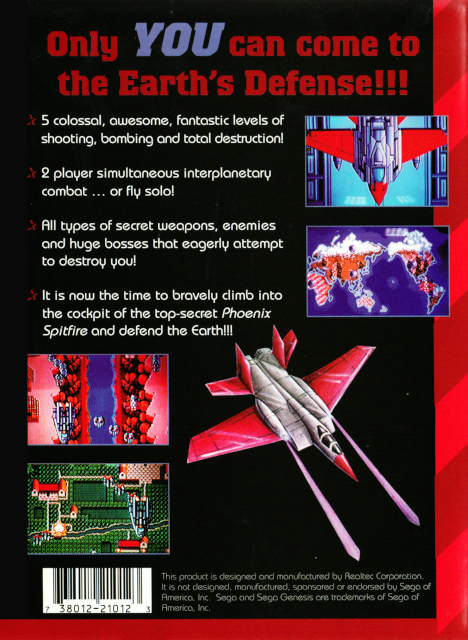 Only YOU can come to
the Earth's Defense!!!
5 colossal, awesome, fantastic levels of
shooting, bombing and total destruction!
2 player simultaneous interplanetary
combat ... or fly solo!
All types of secret weapons, enemies
and huge bosses that eagerly attempt
to destroy you!
It is now the time to bravely climb into
the cockpit of the top-secret Phoenix
Spitfire and defend the Earth!!!
This product is designed and manufactured by Realtec Corporation.
It is not designed, manufactured, sponsored or endorsed by Sega of
America, Inc. Sega and Sega Genesis are trademarks of Sega of
America, Inc.
7 38012-21012 3